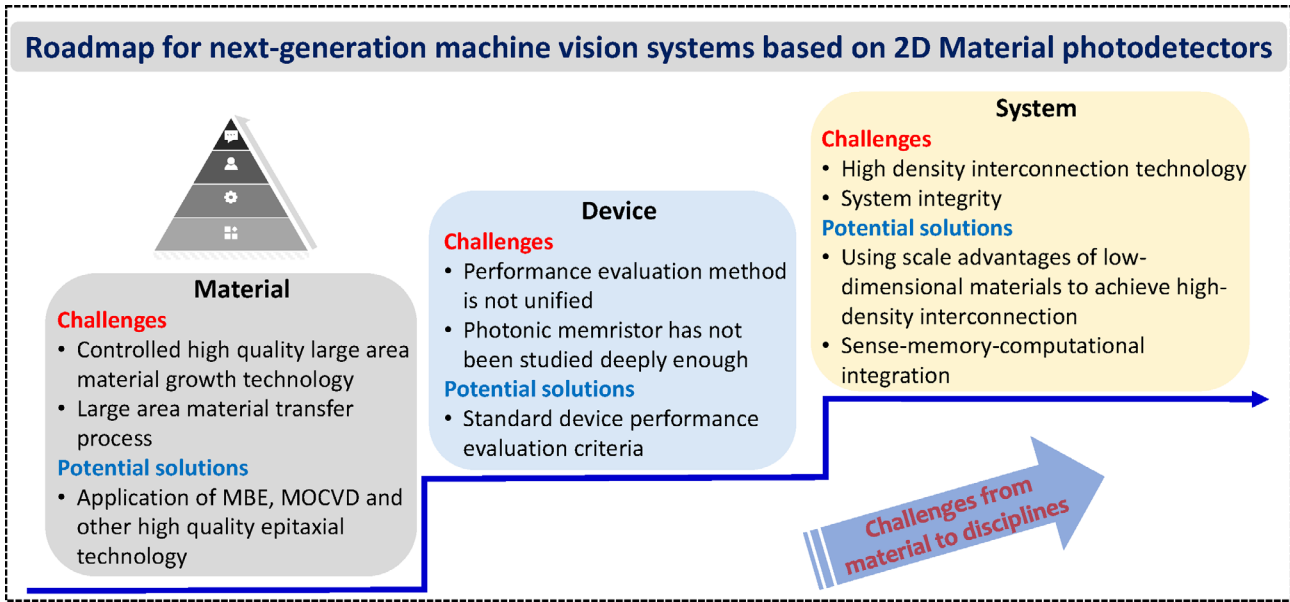 Roadmap for next-generation machine vision systems based on 2D Material photodetectors
Material
Challenges
• Controlled high quality large area
material growth technology
• Large area material transfer
process
Potential solutions
• Application of MBE, MOCVD and
other high quality epitaxial
technology
Device
Challenges
• Performance evaluation method
is not unified
• Photonic memristor has not
been studied deeply enough
Potential solutions
• Standard device performance
evaluation criteria
System
Challenges
• High density interconnection technology
• System integrity
Potential solutions
• Using scale advantages of low-
dimensional materials to achieve high-
density interconnection
• Sense-memory-computational
integration
Challenges from
material to disciplines